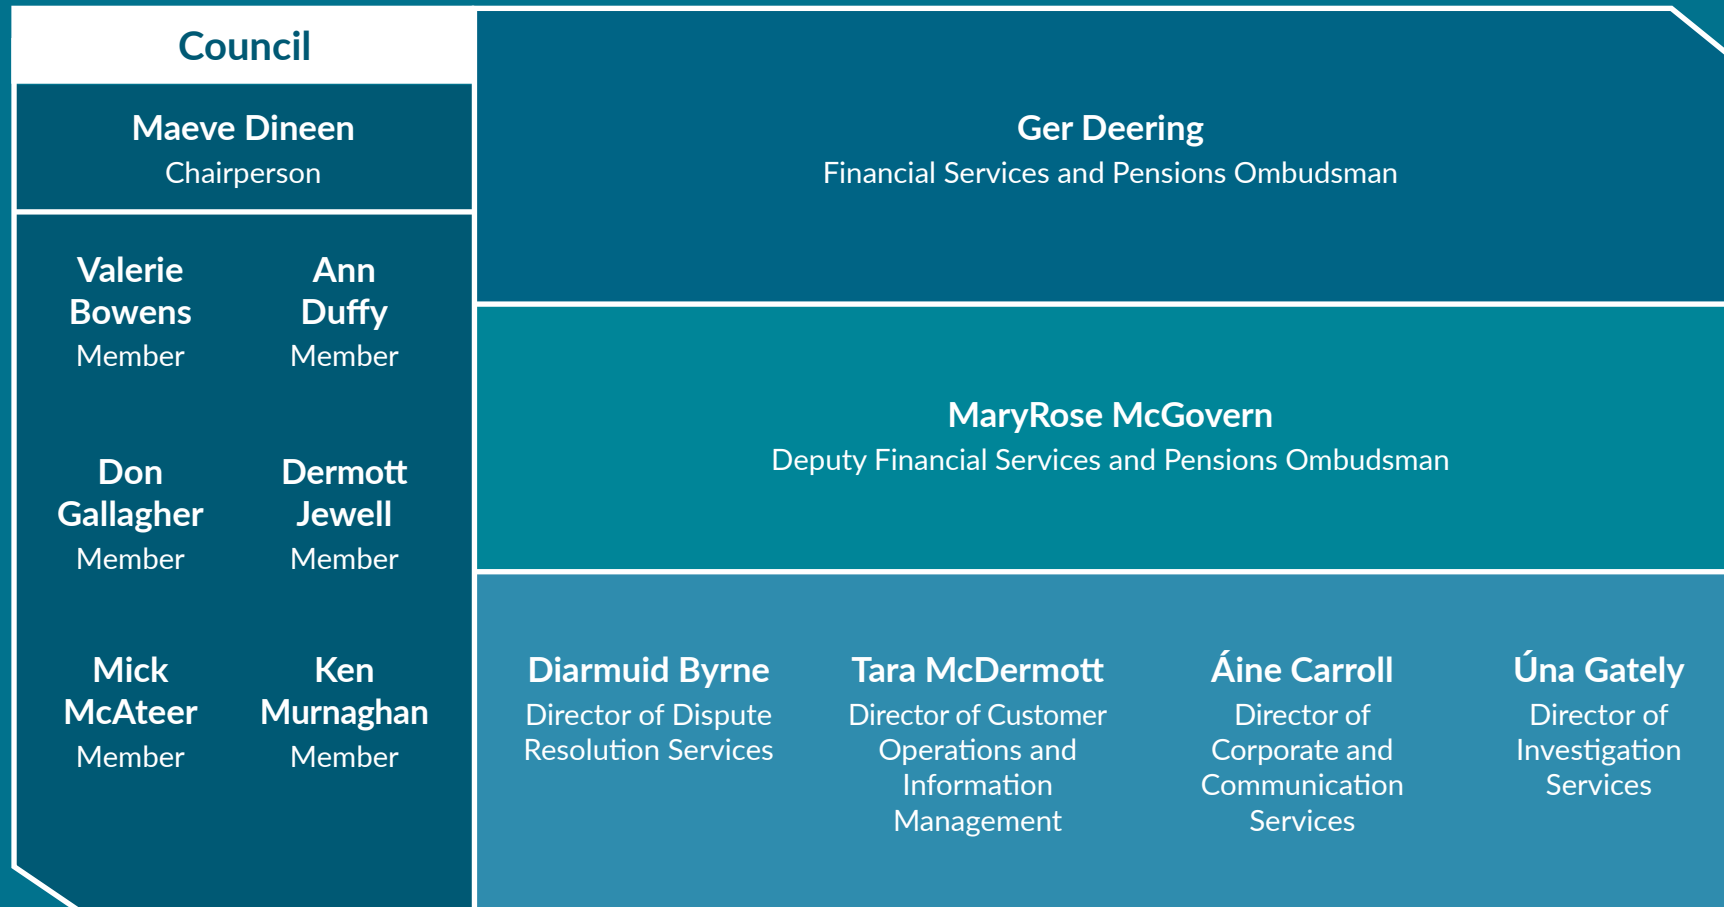 Council
Maeve Dineen
Chairperson
Valerie
Bowens
Member
Ann
Duffy
Member
Don
Gallagher
Member
Dermott
Jewell
Member
Mick
McAteer
Member
Ken
Murnaghan
Member
Ger Deering
Financial Services and Pensions Ombudsman
MaryRose McGovern
Deputy Financial Services and Pensions Ombudsman
Diarmuid Byrne
Director of Dispute
Resolution Services
Tara McDermott
Director of Customer
Operations and
Information
Management
Áine Carroll
Director of
Corporate and
Communication
Services
Úna Gately
Director of
Investigation
Services